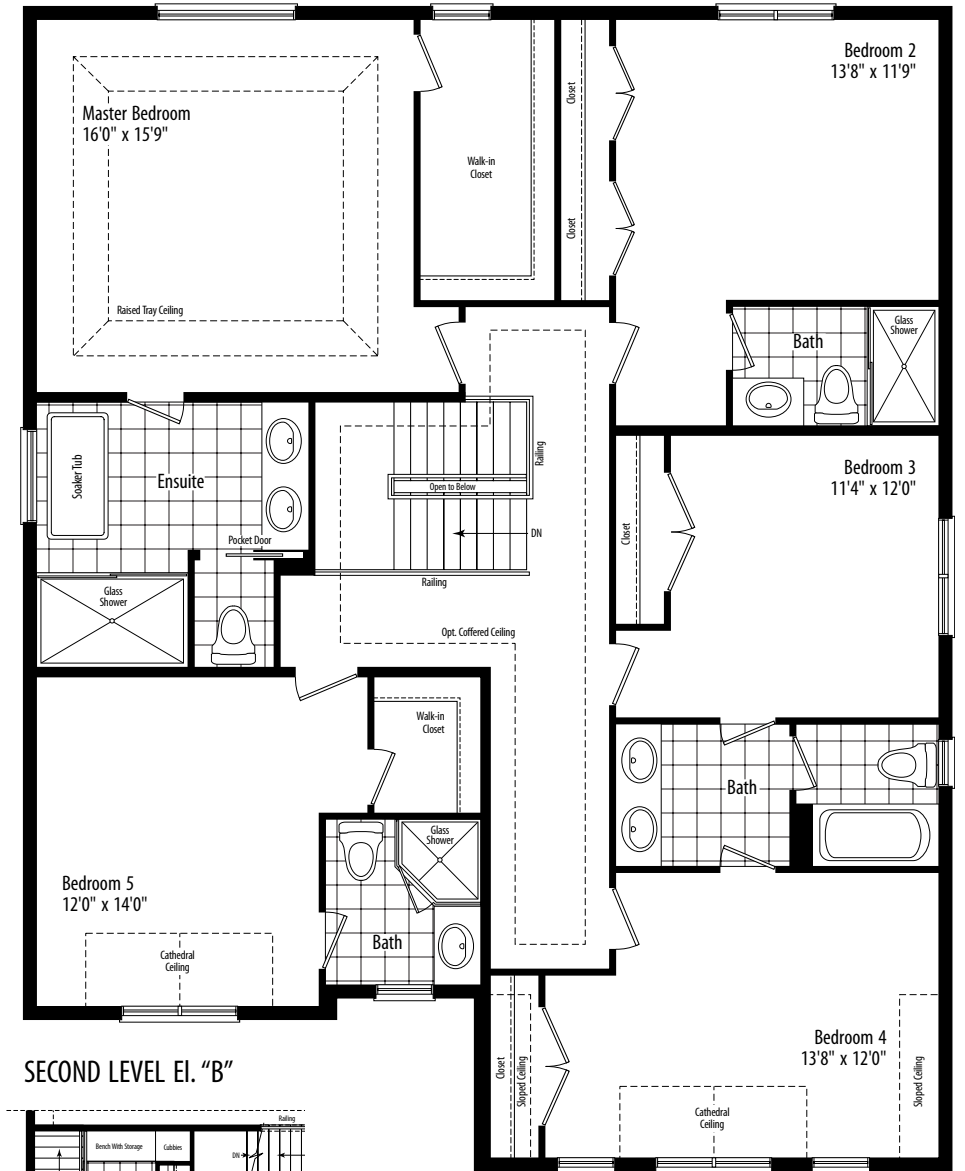 Bedroom 2
13'8" x 11'9"
Master Bedroom
16'0" x 15'9"
Closet
Walk-in
Closet
Closet
Raised Tray Ceiling
Glass
Shower
Bath
Soaker Tub
Ensuite
Railing
Open to Below
Bedroom 3
11'4" x 12'0"
Closet
DN
Pocket Door
Railing
Glass
Shower
Opt. Coffered Ceiling
Walk-in
Closet
Bath
Glass
Shower
Bedroom 5
12'0" x 14'0"
Bath
Cathedral
Ceiling
Bedroom 4
13'8" x 12'0"
Closet
Sloped Ceiling
Sloped Ceiling
Cathedral
Ceiling
SECOND LEVEL El. “B”
Railing
Bench With Storage
Cubbies
DN